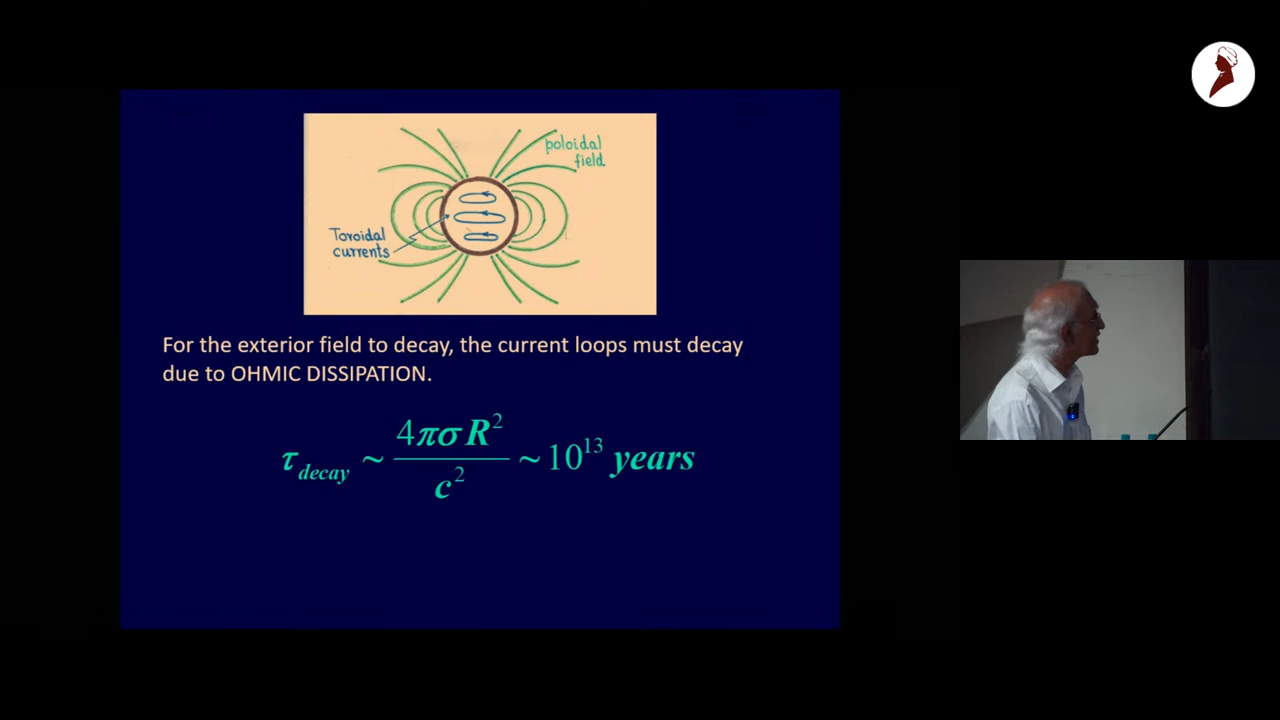 poloidal
field
Toroidal
currents
For the exterior field to decay, the current loops must decay
due to OHMIC DISSIPATION.
τ_decay ~ 4πσR² / c² ~ 10¹³ years